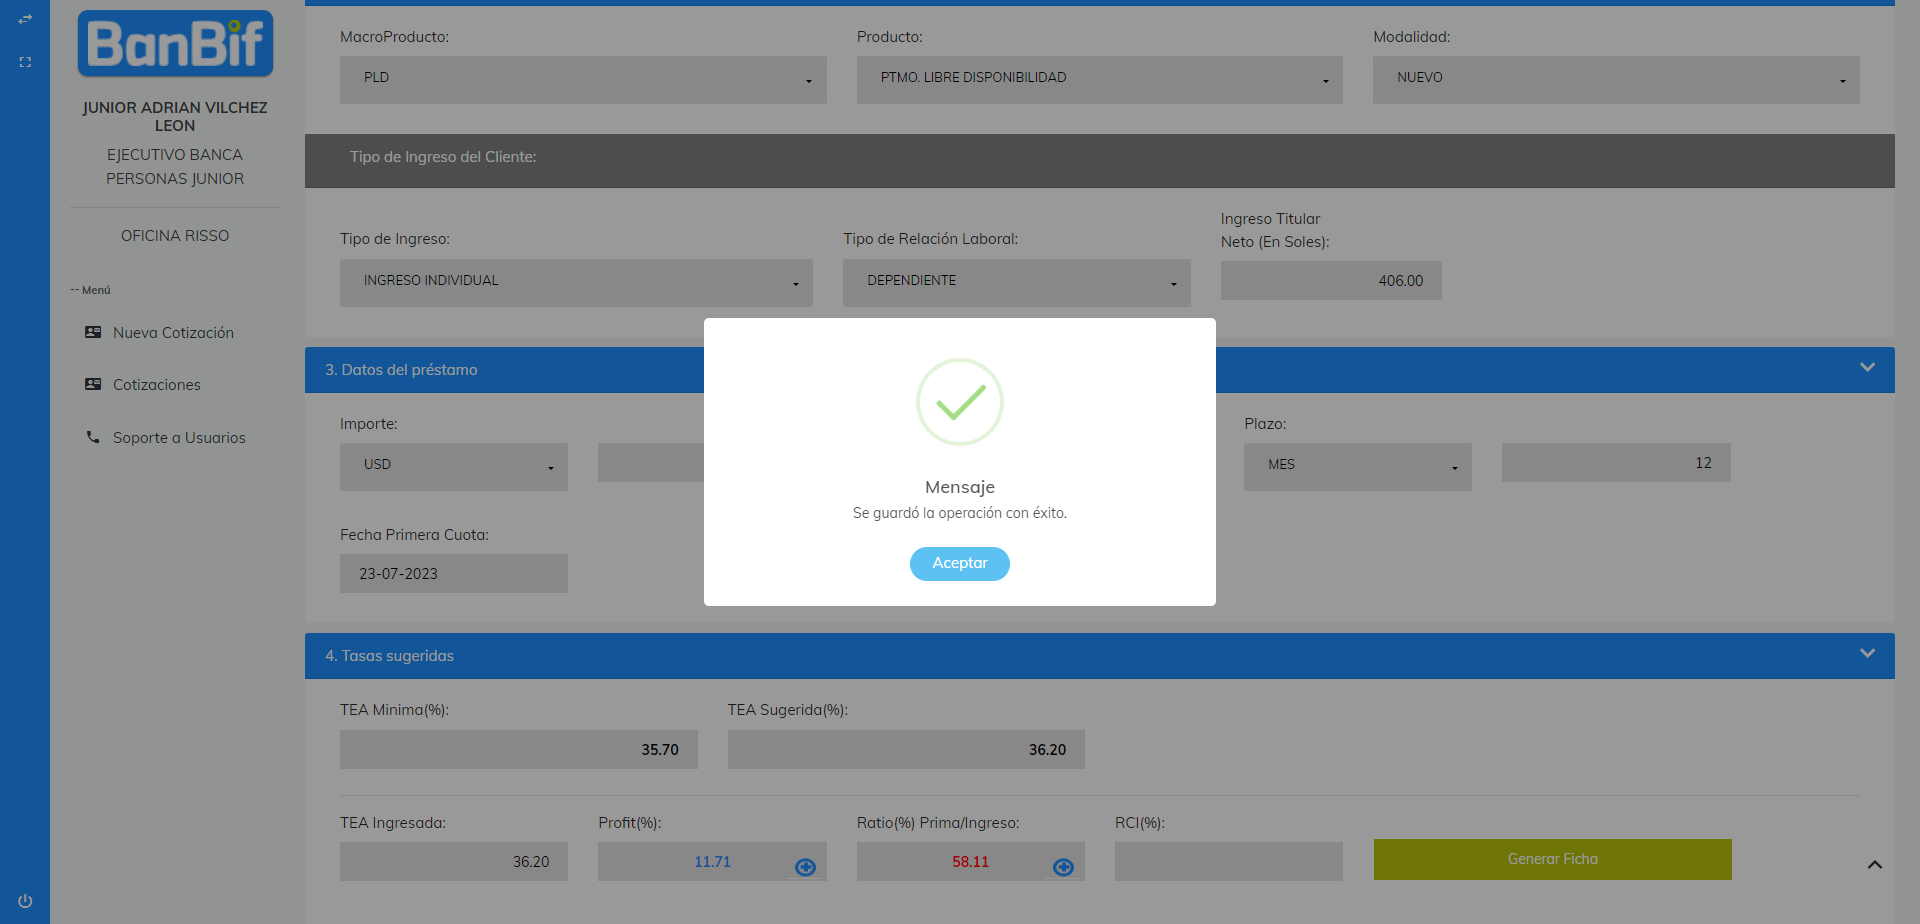 BanBif
JUNIOR ADRIAN VILCHEZ
LEON
EJECUTIVO BANCA
PERSONAS JUNIOR
OFICINA RISSO
-- Menú
Nueva Cotización
Cotizaciones
Soporte a Usuarios
MacroProducto:
Producto:
Modalidad:
PLD
PTMO. LIBRE DISPONIBILIDAD
NUEVO
Tipo de Ingreso del Cliente:
Tipo de Ingreso:
Tipo de Relación Laboral:
Ingreso Titular
Neto (En Soles):
INGRESO INDIVIDUAL
DEPENDIENTE
406.00
3. Datos del préstamo
Importe:
Plazo:
USD
MES
12
Fecha Primera Cuota:
23-07-2023
Mensaje
Se guardó la operación con éxito.
Aceptar
4. Tasas sugeridas
TEA Minima(%):
TEA Sugerida(%):
35.70
36.20
TEA Ingresada:
Profit(%):
Ratio(%) Prima/Ingreso:
RCI(%):
36.20
11.71
58.11
Generar Ficha